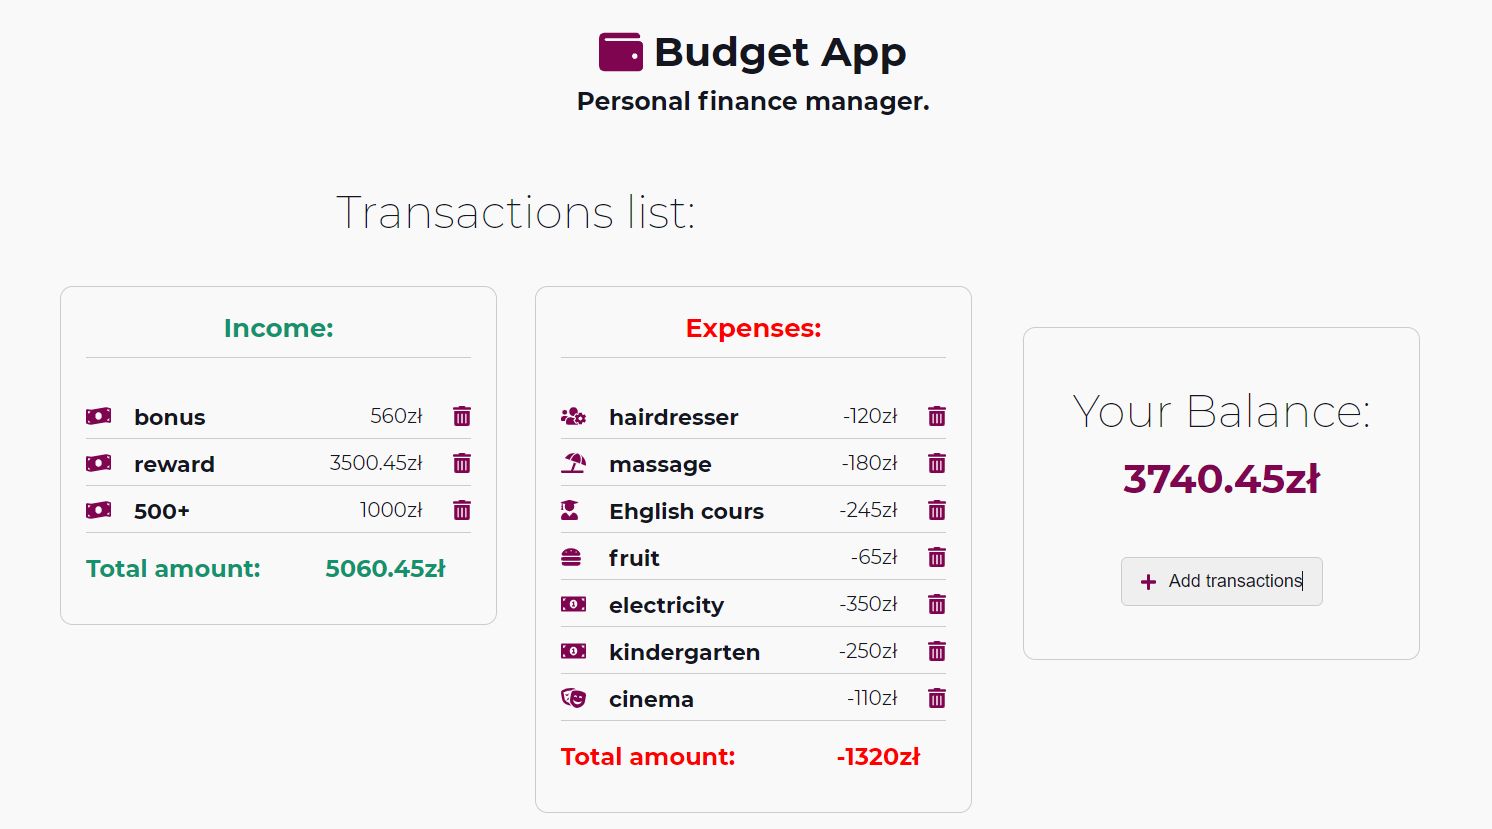 Budget App
Personal finance manager.
Transactions list:
Income:
bonus 560zł
reward 3500.45zł
500+ 1000zł
Total amount: 5060.45zł
Expenses:
hairdresser -120zł
massage -180zł
Ehglish cours -245zł
fruit -65zł
electricity -350zł
kindergarten -250zł
cinema -110zł
Total amount: -1320zł
Your Balance:
3740.45zł
Add transactions